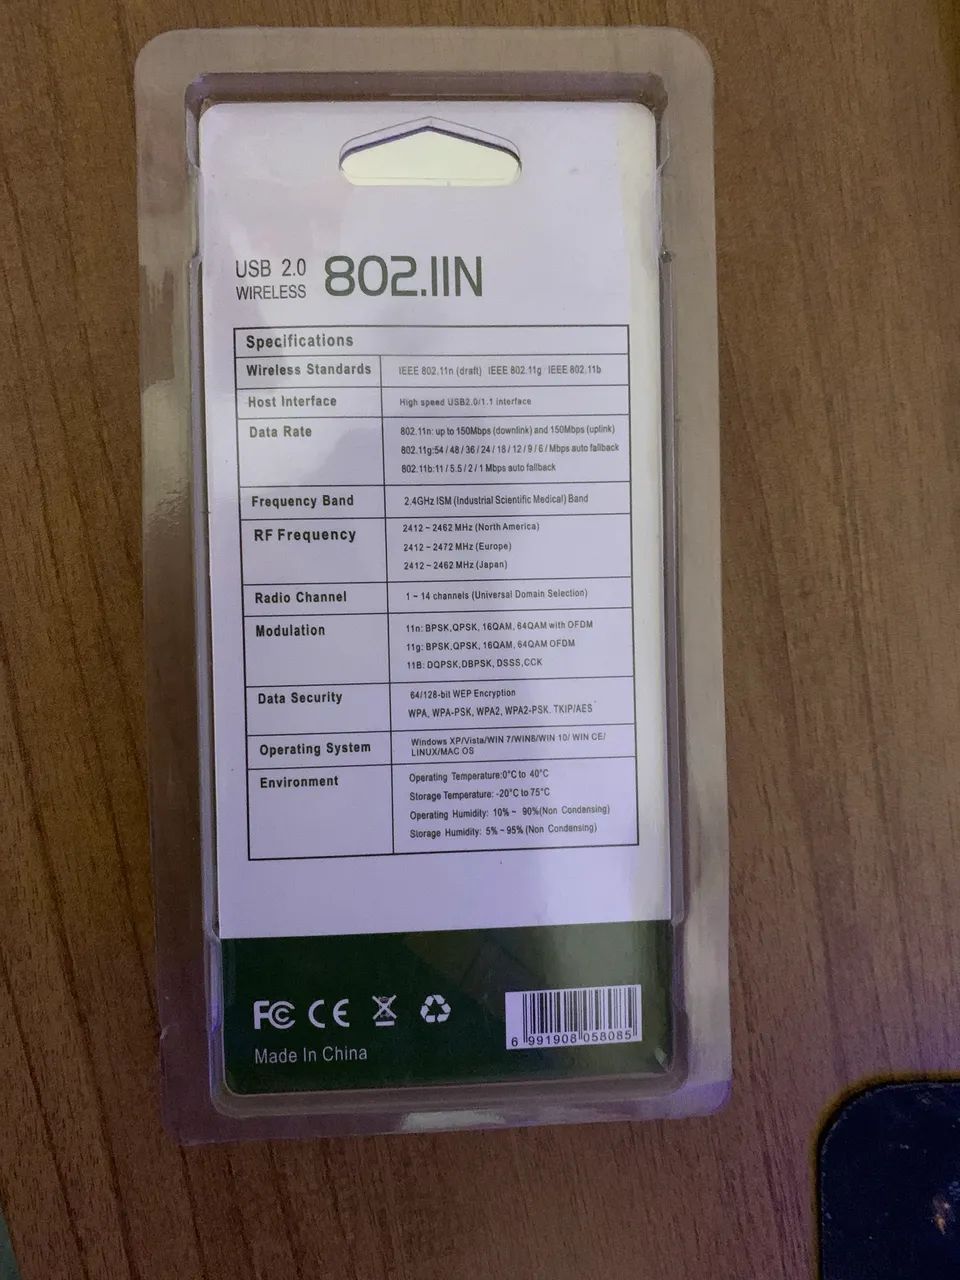 USB 2.0
WIRELESS
802.11N
Specifications
Wireless Standards IEEE 802.11n (draft) IEEE 802.11g IEEE 802.11b
Host Interface High speed USB2.0/1.1 interface
Data Rate 802.11n: up to 150Mbps (downlink) and 150Mbps (uplink)
802.11g:54 / 48 / 36 / 24 / 18 / 12 / 9 / 6 / Mbps auto fallback
802.11b:11 / 5.5 / 2 / 1 Mbps auto fallback
Frequency Band 2.4GHz ISM (Industrial Scientific Medical) Band
RF Frequency 2412 ~ 2462 MHz (North America)
2412 ~ 2472 MHz (Europe)
2412 ~ 2462 MHz (Japan)
Radio Channel 1 ~ 14 channels (Universal Domain Selection)
Modulation 11n: BPSK,QPSK, 16QAM, 64QAM with OFDM
11g: BPSK,QPSK, 16QAM, 64QAM OFDM
11B: DQPSK,DBPSK, DSSS,CCK
Data Security 64/128-bit WEP Encryption
WPA, WPA-PSK, WPA2, WPA2-PSK. TKIP/AES
Operating System Windows XP/Vista/WIN 7/WIN8/WIN 10/ WIN CE/
LINUX/MAC OS
Environment Operating Temperature:0°C to 40°C
Storage Temperature: -20°C to 75°C
Operating Humidity: 10% ~ 90%(Non Condensing)
Storage Humidity: 5% ~ 95% (Non Condensing)
FC CE
Made In China
6 991908 058085